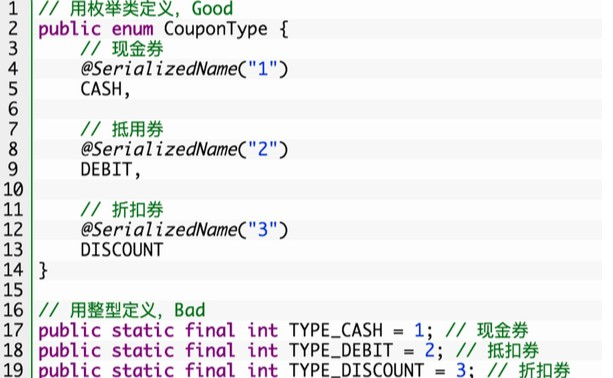 1 // 用枚举类定义, Good
2 public enum CouponType {
3 // 现金券
4 @SerializedName("1")
5 CASH,
6
7 // 抵用券
8 @SerializedName("2")
9 DEBIT,
10
11 // 折扣券
12 @SerializedName("3")
13 DISCOUNT
14 }
15
16 // 用整型定义, Bad
17 public static final int TYPE_CASH = 1; // 现金券
18 public static final int TYPE_DEBIT = 2; // 抵扣券
19 public static final int TYPE_DISCOUNT = 3; // 折扣券